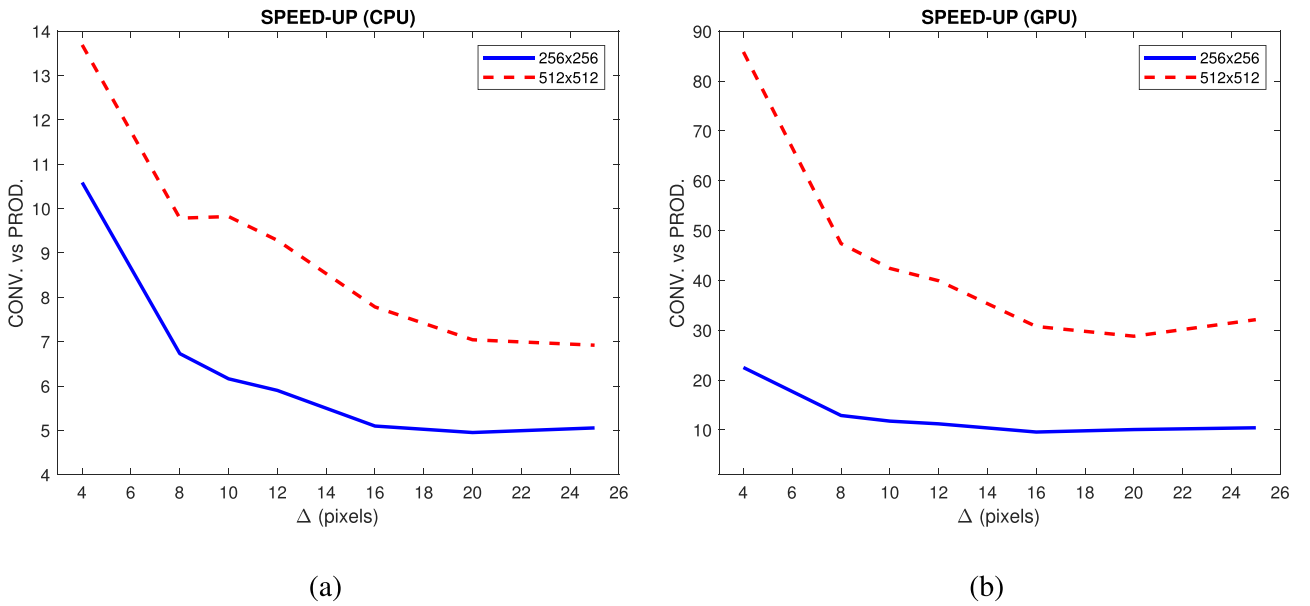 SPEED-UP (CPU)
14
13
12
11
10
9
8
7
6
5
4
CONV. vs PROD.
256x256
512x512
4 6 8 10 12 14 16 18 20 22 24 26
Δ (pixels)
(a)
SPEED-UP (GPU)
90
80
70
60
50
40
30
20
10
CONV. vs PROD.
256x256
512x512
4 6 8 10 12 14 16 18 20 22 24 26
Δ (pixels)
(b)